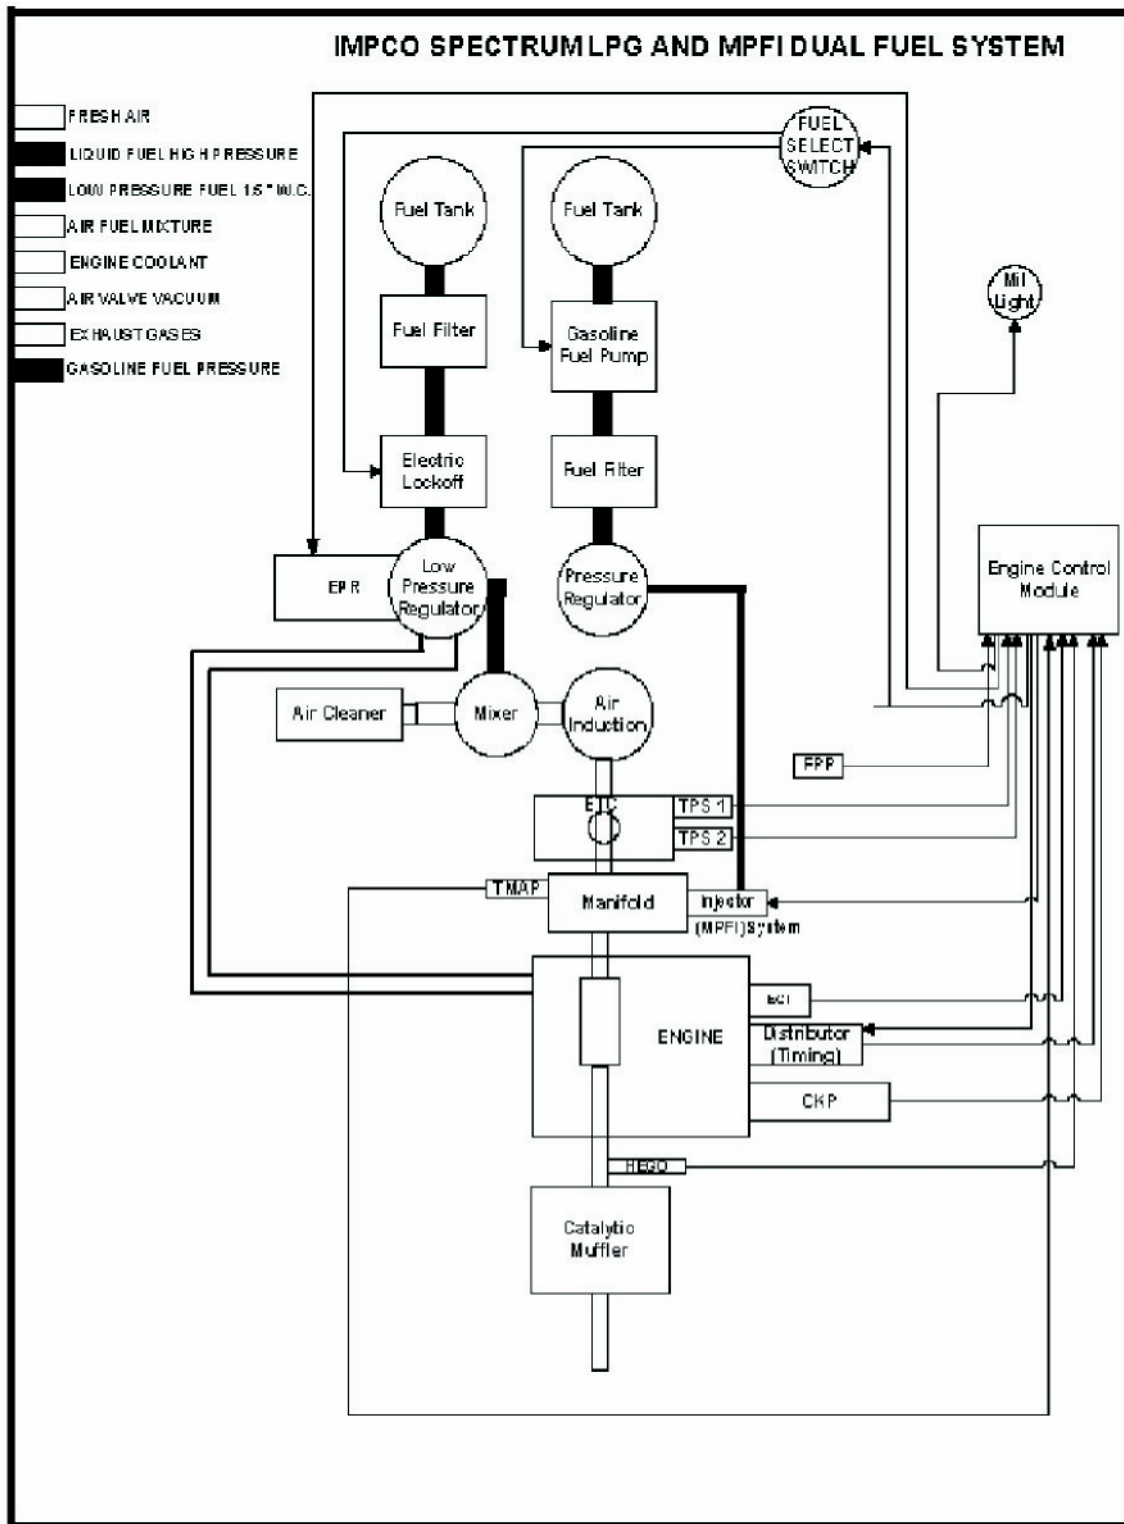 IMPCO SPECTRUM LPG AND MPFI DUAL FUEL SYSTEM
FRESH AIR
LIQUID FUEL HIGH PRESSURE
LOW PRESSURE FUEL 1.5" W.C.
AIR FUEL MIXTURE
ENGINE COOLANT
AIR VALVE VACUUM
EXHAUST GASES
GASOLINE FUEL PRESSURE
FUEL
SELECT
SWITCH
Fuel Tank
Fuel Tank
Mil
Light
Fuel Filter
Gasoline
Fuel Pump
Electric
Lockoff
Fuel Filter
EPR
Low
Pressure
Regulator
Pressure
Regulator
Engine Control
Module
Air Cleaner
Mixer
Air
Induction
FPP
ETC
TPS 1
TPS 2
TMAP
Manifold
Injector
(MPFI)System
ENGINE
ECT
Distributor
(Timing)
CKP
HEGO
Catalytic
Muffler